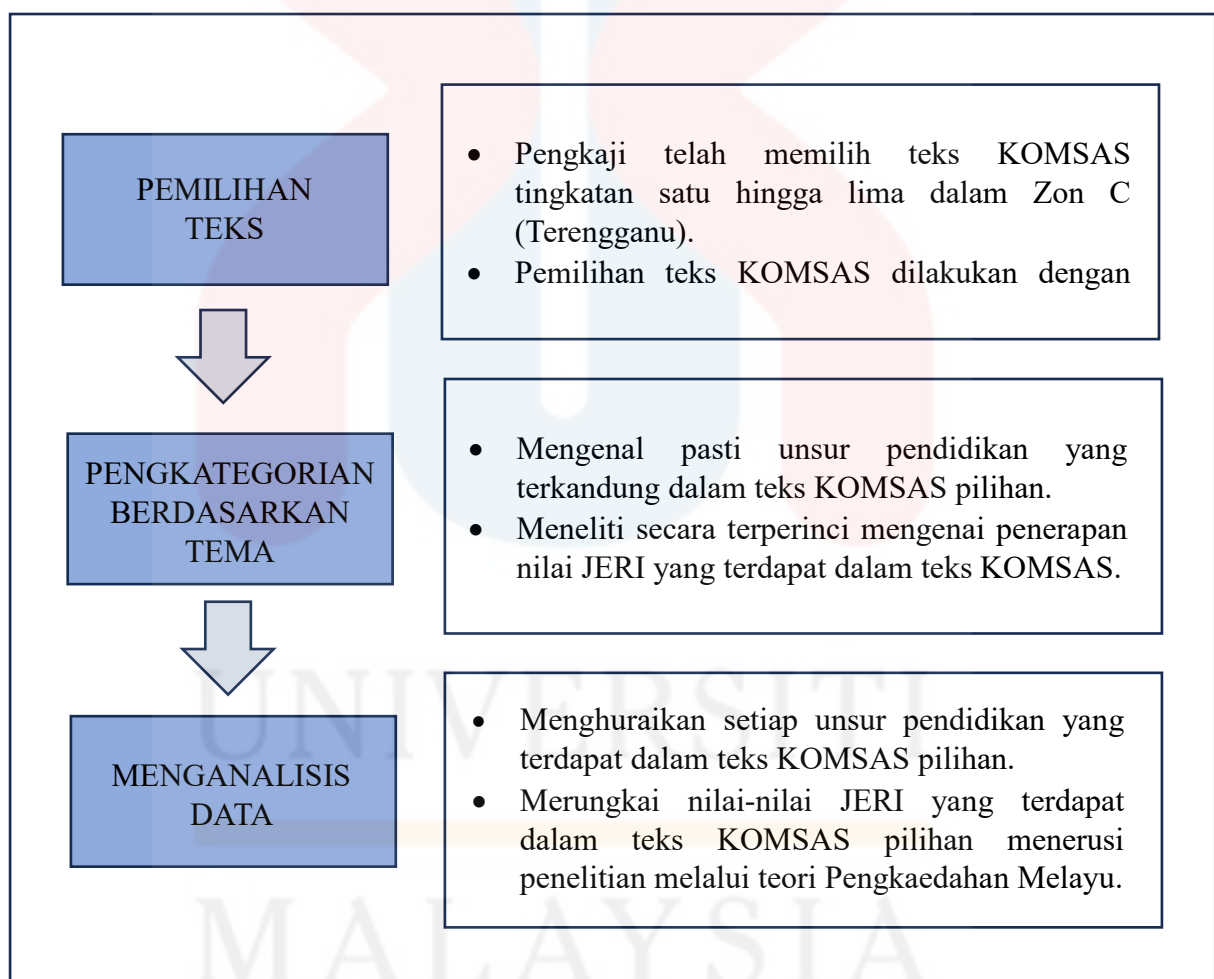 PEMILIHAN
TEKS
• Pengkaji telah memilih teks KOMSAS
tingkatan satu hingga lima dalam Zon C
(Terengganu).
• Pemilihan teks KOMSAS dilakukan dengan
PENGKATEGORIAN
BERDASARKAN
TEMA
• Mengenal pasti unsur pendidikan yang
terkandung dalam teks KOMSAS pilihan.
• Meneliti secara terperinci mengenai penerapan
nilai JERI yang terdapat dalam teks KOMSAS.
MENGANALISIS
DATA
• Menghuraikan setiap unsur pendidikan yang
terdapat dalam teks KOMSAS pilihan.
• Merungkai nilai-nilai JERI yang terdapat
dalam teks KOMSAS pilihan menerusi
penelitian melalui teori Pengkaedahan Melayu.
UNIVERSITI
MALAYSIA